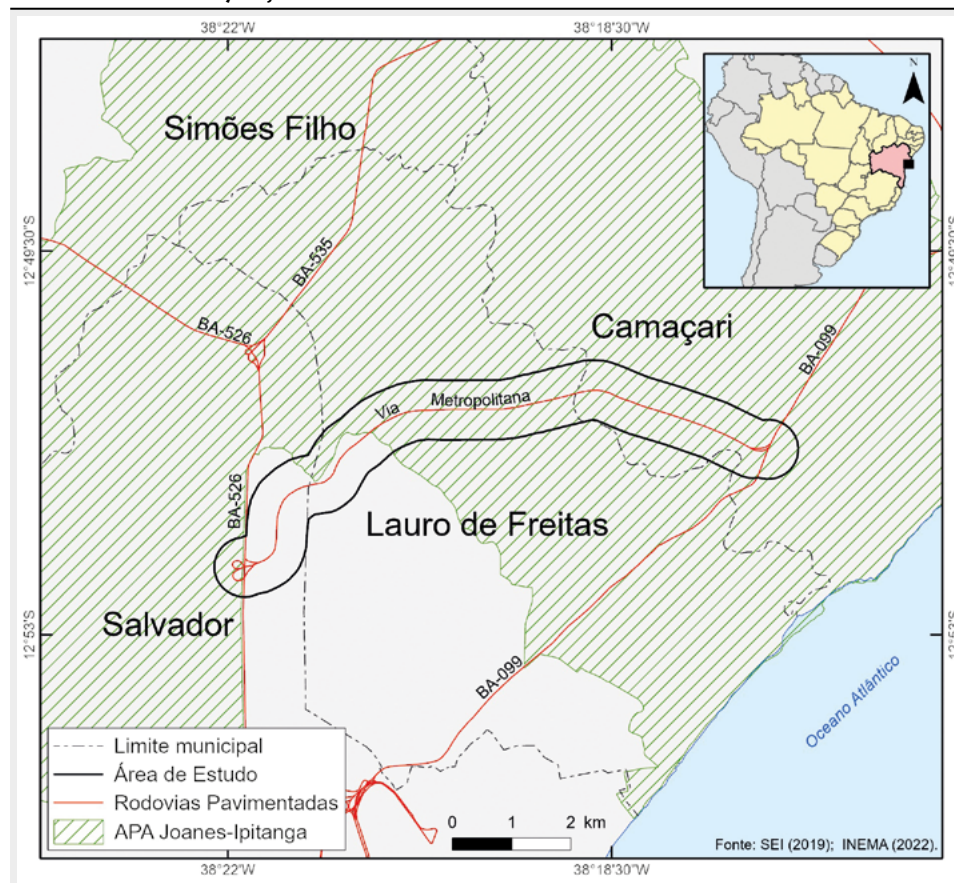 38°22'W
38°18'30"W
N
Simões Filho
12°49'30"S
12°49'30"S
BA-535
BA-526
Camaçari
BA-099
Via Metropolitana
BA-526
Lauro de Freitas
Salvador
12°53'S
12°53'S
BA-099
Oceano Atlântico
Limite municipal
Área de Estudo
Rodovias Pavimentadas
APA Joanes-Ipitanga
0 1 2 km
Fonte: SEI (2019); INEMA (2022).
38°22'W
38°18'30"W